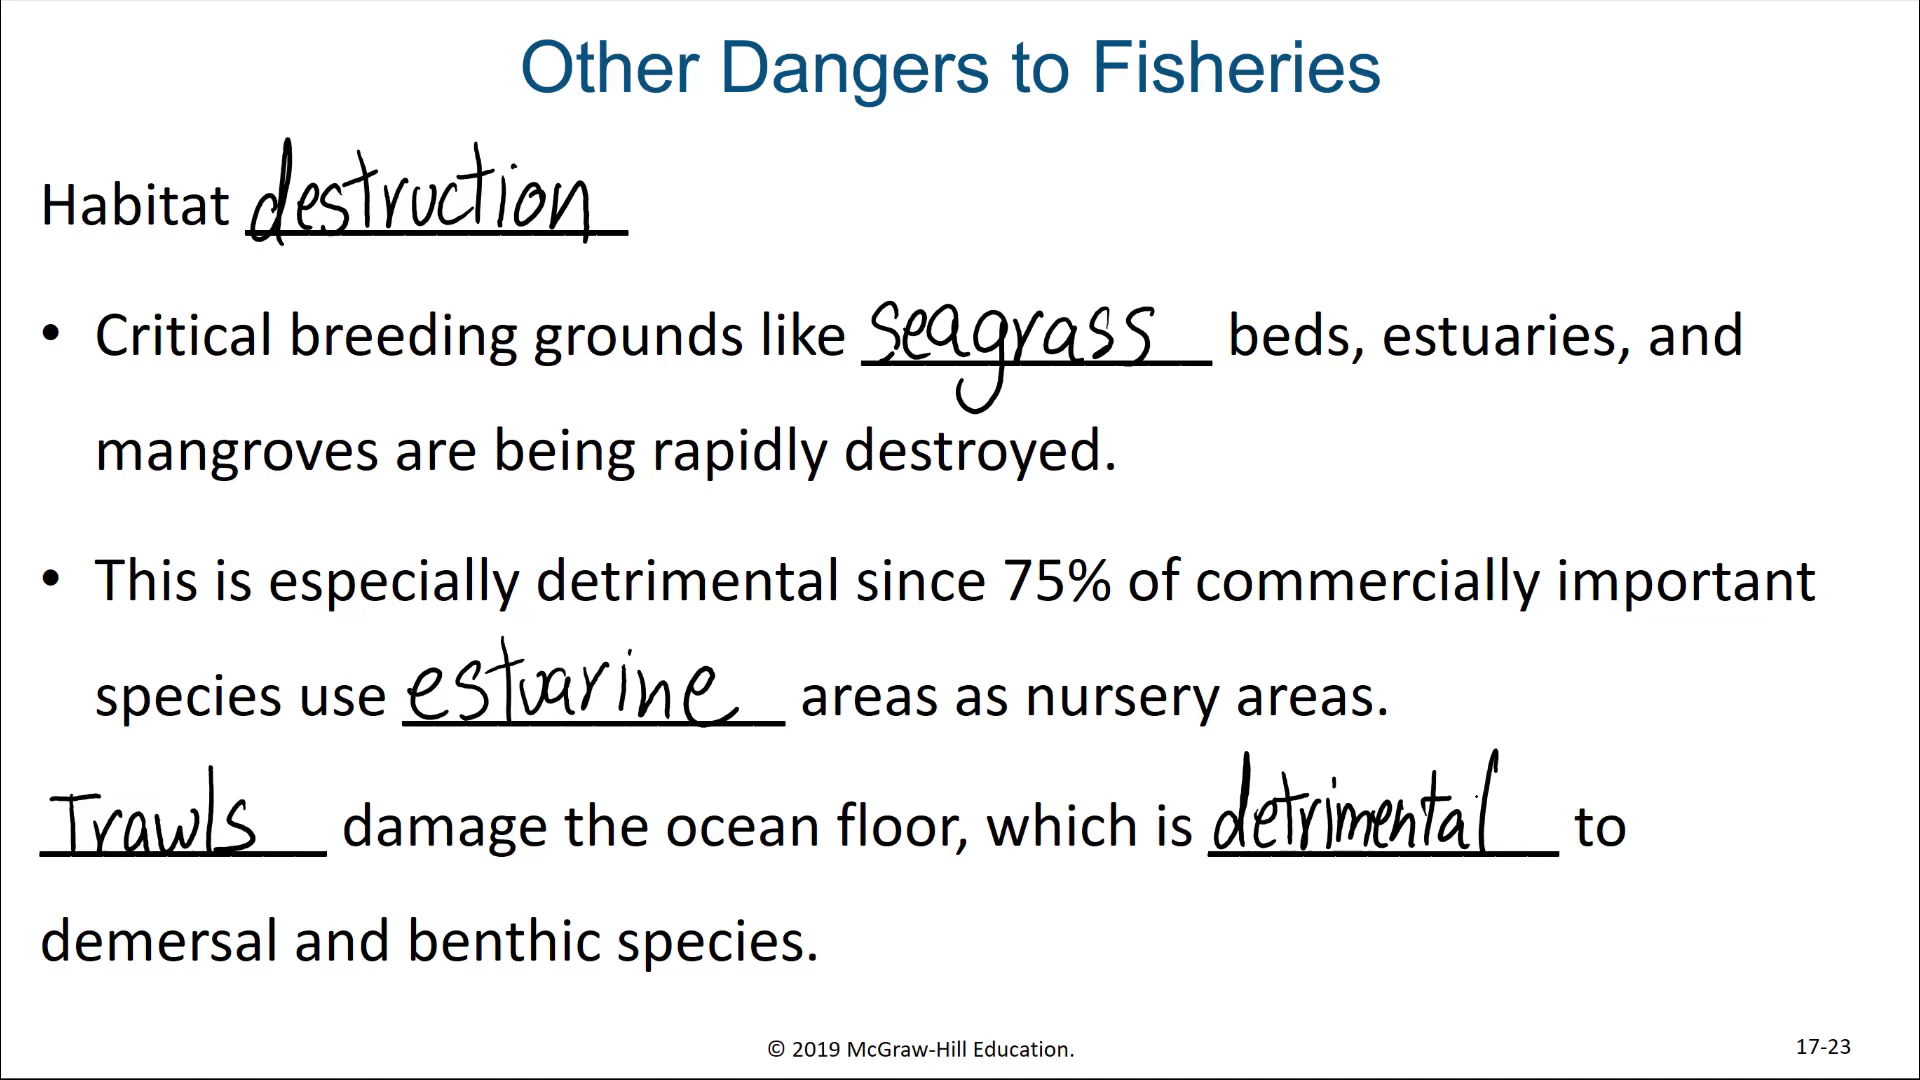 Other Dangers to Fisheries
Habitat destruction
• Critical breeding grounds like seagrass beds, estuaries, and
mangroves are being rapidly destroyed.
• This is especially detrimental since 75% of commercially important
species use estuarine areas as nursery areas.
Trawls damage the ocean floor, which is detrimental to
demersal and benthic species.
© 2019 McGraw-Hill Education.
17-23